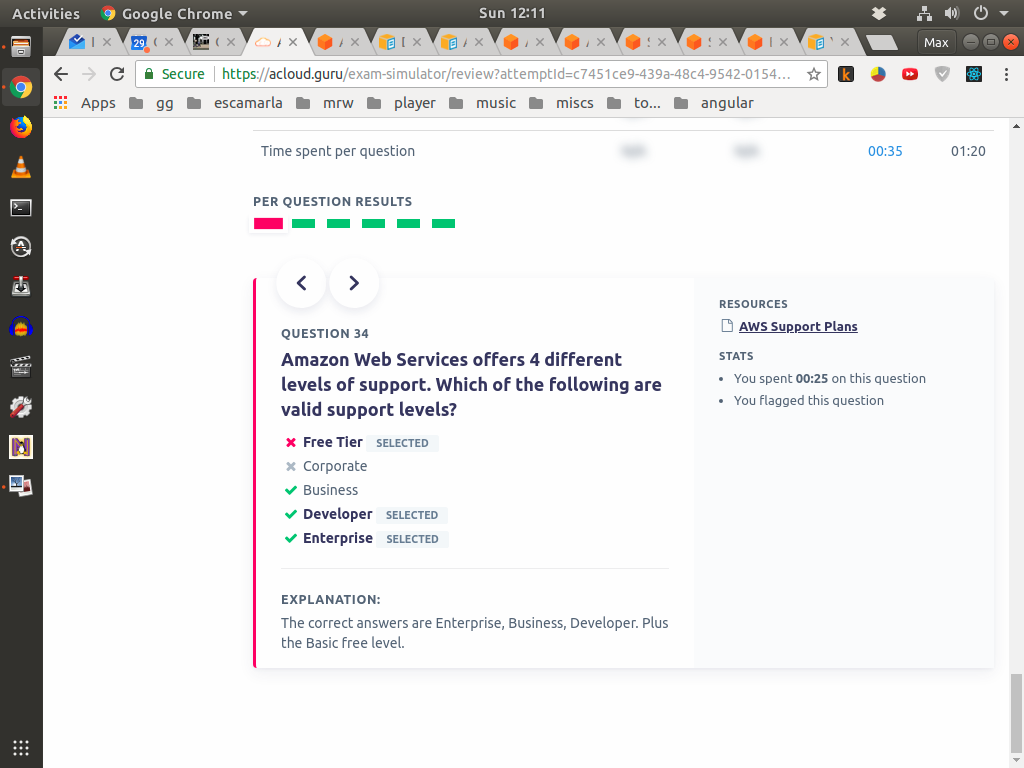 Activities Google Chrome Sun 12:11
29 Max
Secure https://acloud.guru/exam-simulator/review?attemptId=c7451ce9-439a-48c4-9542-0154...
Apps gg escamarla mrw player music miscs to... angular
Time spent per question 00:35 01:20
PER QUESTION RESULTS
QUESTION 34
Amazon Web Services offers 4 different
levels of support. Which of the following are
valid support levels?
Free Tier SELECTED
Corporate
Business
Developer SELECTED
Enterprise SELECTED
EXPLANATION:
The correct answers are Enterprise, Business, Developer. Plus
the Basic free level.
RESOURCES
AWS Support Plans
STATS
You spent 00:25 on this question
You flagged this question